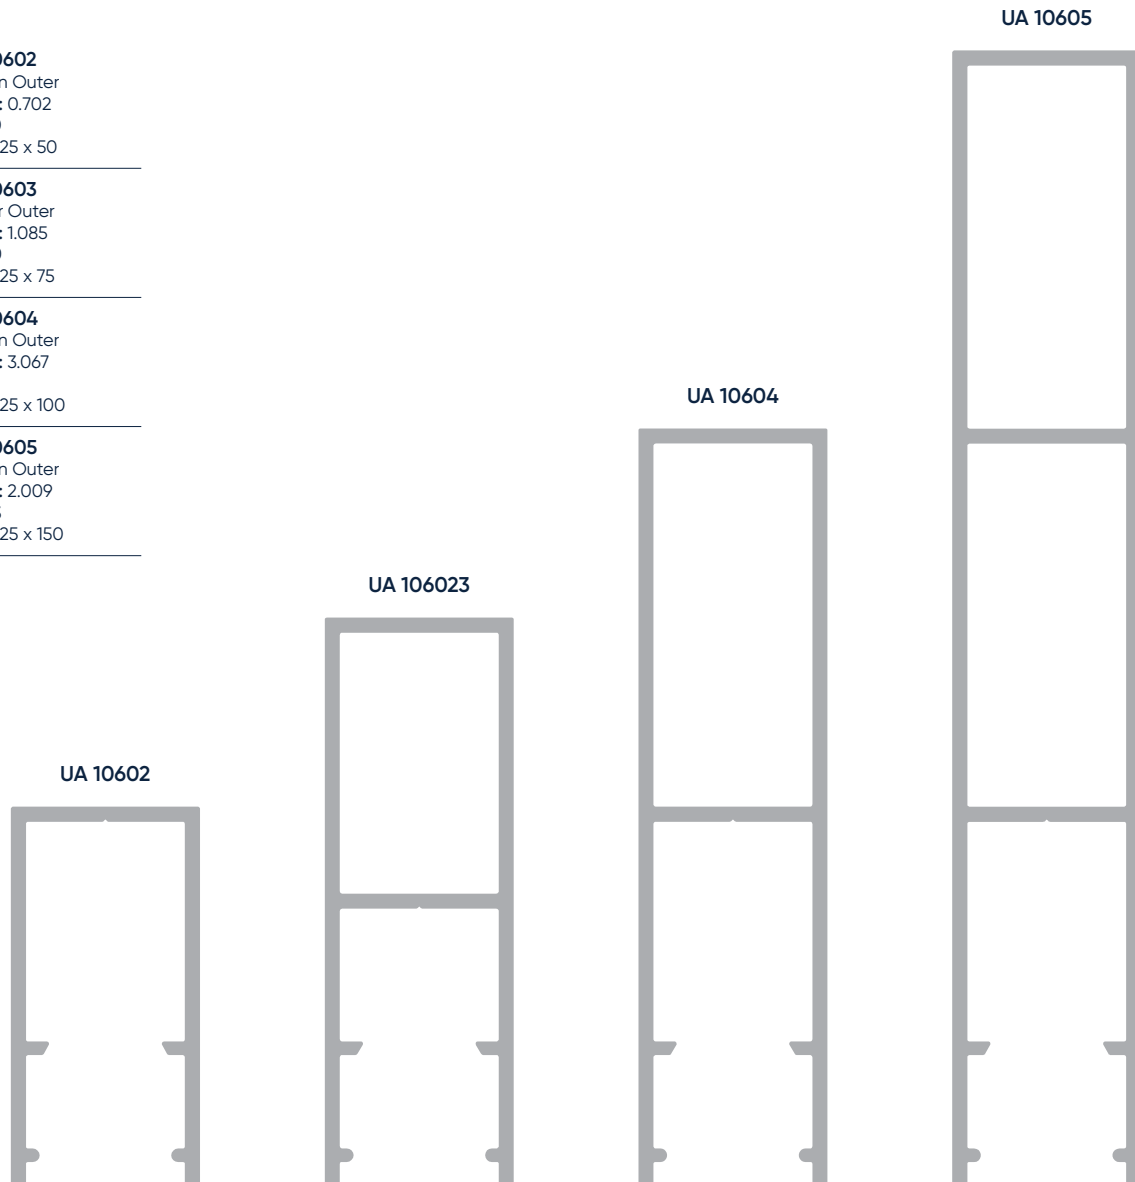 0602
n Outer
: 0.702
25 x 50
0603
r Outer
: 1.085
25 x 75
0604
n Outer
: 3.067
25 x 100
0605
n Outer
: 2.009
25 x 150
UA 10605
UA 10604
UA 106023
UA 10602